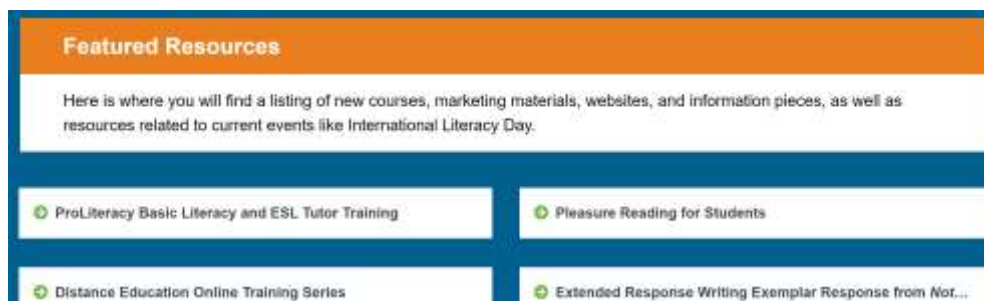 Featured Resources
Here is where you will find a listing of new courses, marketing materials, websites, and information pieces, as well as
resources related to current events like International Literacy Day.
ProLiteracy Basic Literacy and ESL Tutor Training
Pleasure Reading for Students
Distance Education Online Training Series
Extended Response Writing Exemplar Response from Not...